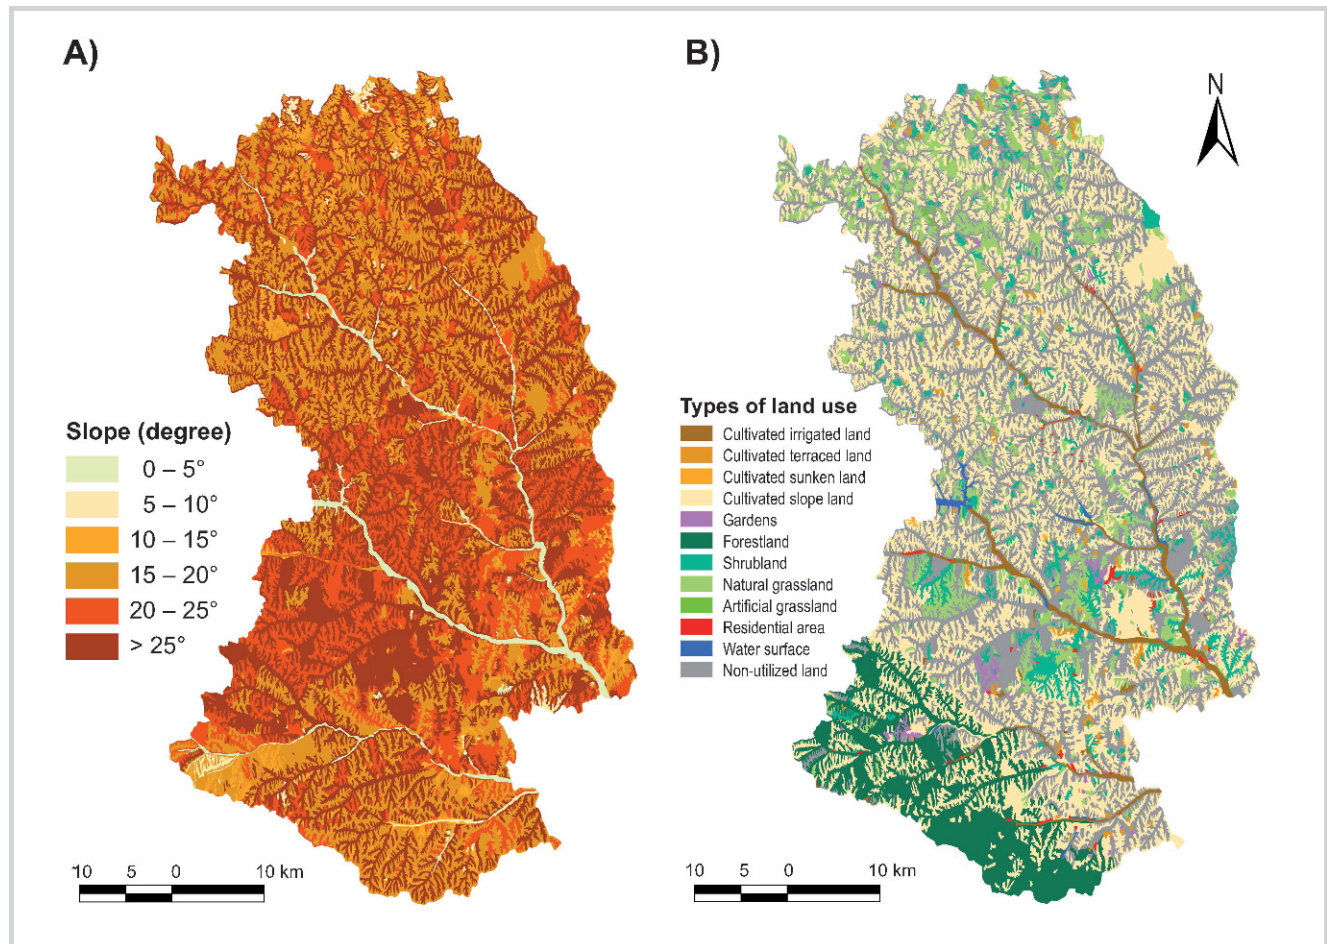 A)
B)
N
Slope (degree)
0 – 5°
5 – 10°
10 – 15°
15 – 20°
20 – 25°
> 25°
Types of land use
Cultivated irrigated land
Cultivated terraced land
Cultivated sunken land
Cultivated slope land
Gardens
Forestland
Shrubland
Natural grassland
Artificial grassland
Residential area
Water surface
Non-utilized land
10 5 0 10 km
10 5 0 10 km